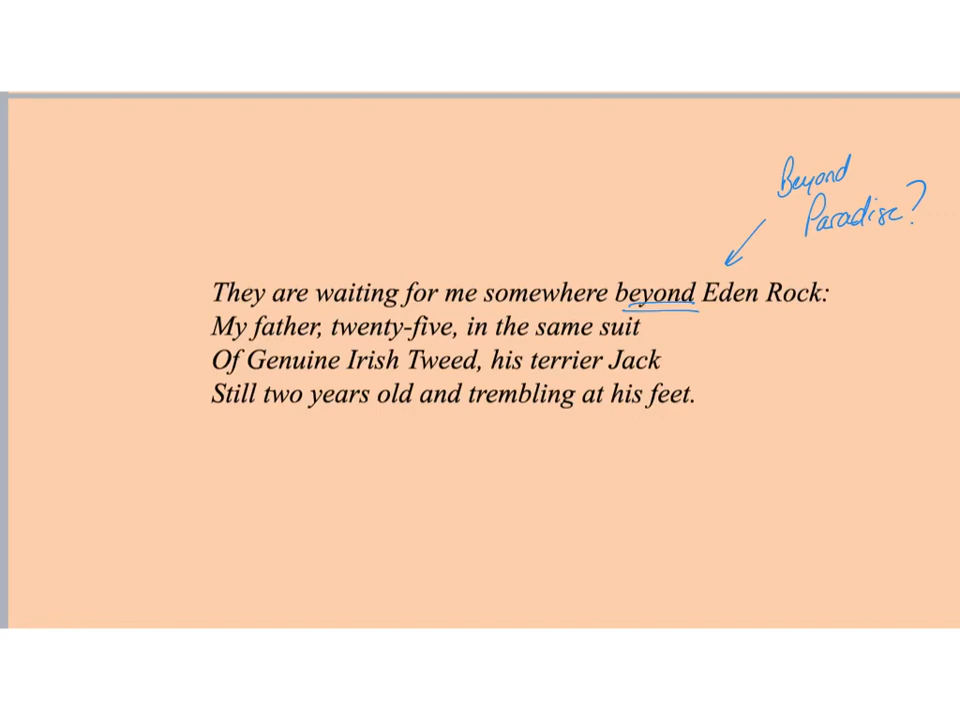 Beyond
Paradise?
They are waiting for me somewhere beyond Eden Rock:
My father, twenty-five, in the same suit
Of Genuine Irish Tweed, his terrier Jack
Still two years old and trembling at his feet.